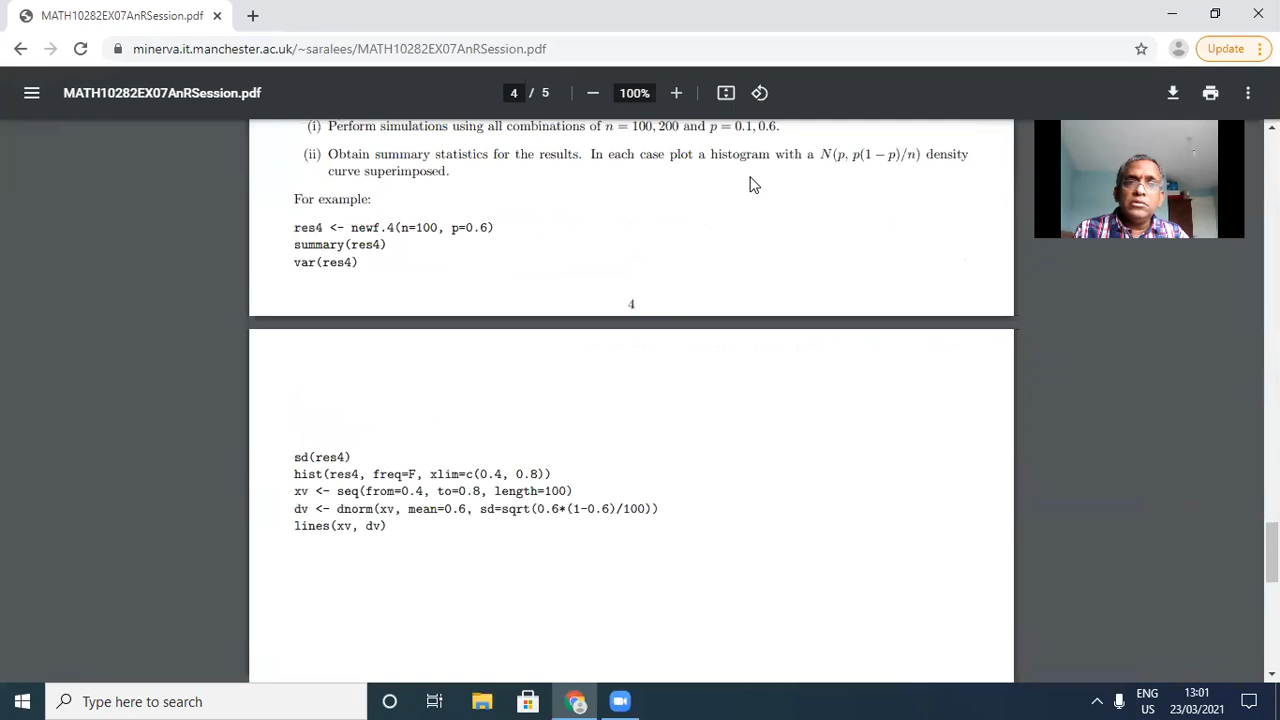 MATH10282EX07AnRSession.pdf
minerva.it.manchester.ac.uk/~saralees/MATH10282EX07AnRSession.pdf
Update
MATH10282EX07AnRSession.pdf
4 / 5
100%
(i) Perform simulations using all combinations of n = 100, 200 and p = 0.1, 0.6.
(ii) Obtain summary statistics for the results. In each case plot a histogram with a N(p, p(1 − p)/n) density
curve superimposed.
For example:
res4 <- newf.4(n=100, p=0.6)
summary(res4)
var(res4)
4
sd(res4)
hist(res4, freq=F, xlim=c(0.4, 0.8))
xv <- seq(from=0.4, to=0.8, length=100)
dv <- dnorm(xv, mean=0.6, sd=sqrt(0.6*(1-0.6)/100))
lines(xv, dv)
Type here to search
ENG
US
13:01
23/03/2021